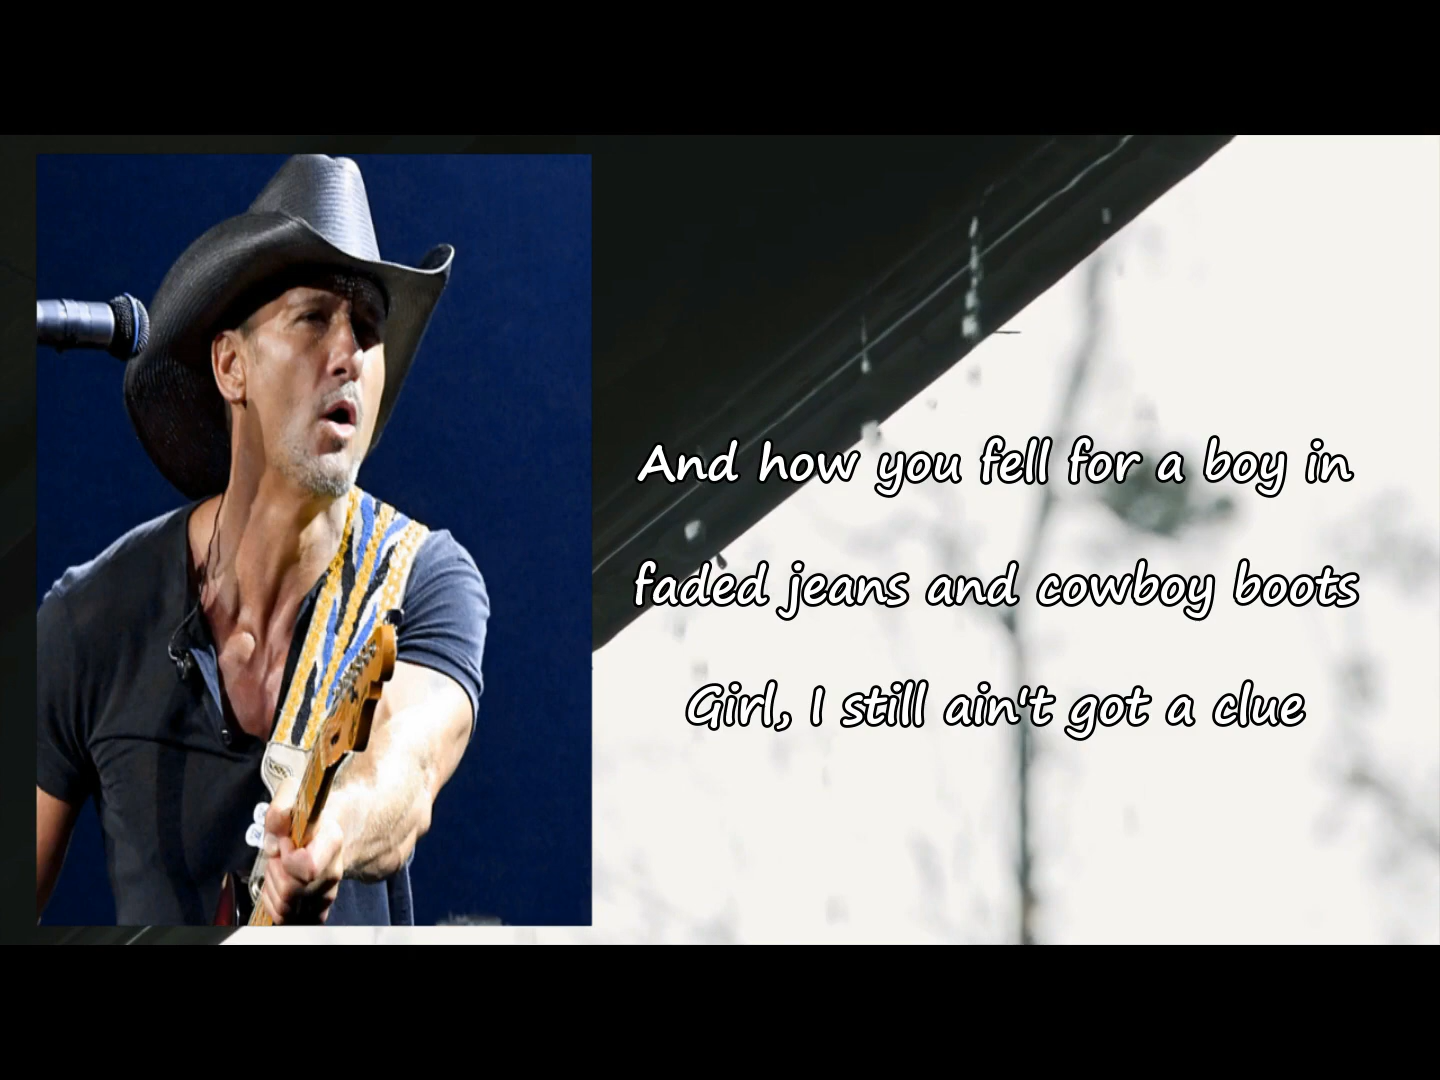 And how you fell for a boy in
faded jeans and cowboy boots
Girl, I still ain't got a clue